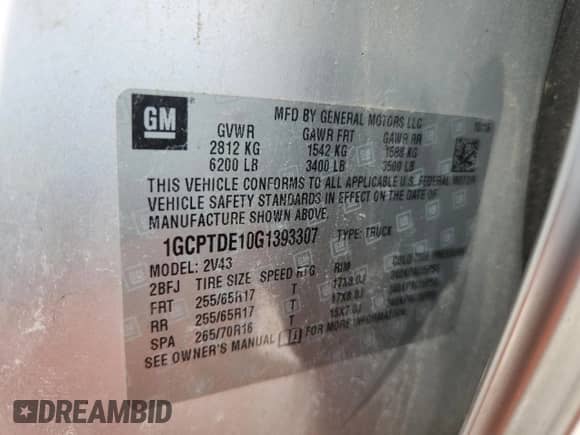 GM
MFD BY GENERAL MOTORS LLC
GVWR GAWR FRT GAWR RR
2812 KG 1542 KG 1588 KG
6200 LB 3400 LB 3500 LB
THIS VEHICLE CONFORMS TO ALL APPLICABLE U.S. FEDERAL MOTOR
VEHICLE SAFETY STANDARDS IN EFFECT ON THE DATE OF
MANUFACTURE SHOWN ABOVE.
1GCPTDE10G1393307 TYPE: TRUCK
MODEL: 2V43
2BFJ TIRE SIZE SPEED RTG RIM COLD TIRE PRESSURE
FRT 255/65R17 T 17X8.0J
RR 255/65R17 T 17X8.0J
SPA 265/70R16 T 16X7.0J
SEE OWNER'S MANUAL FOR MORE INFORMATION.
DREAMBID